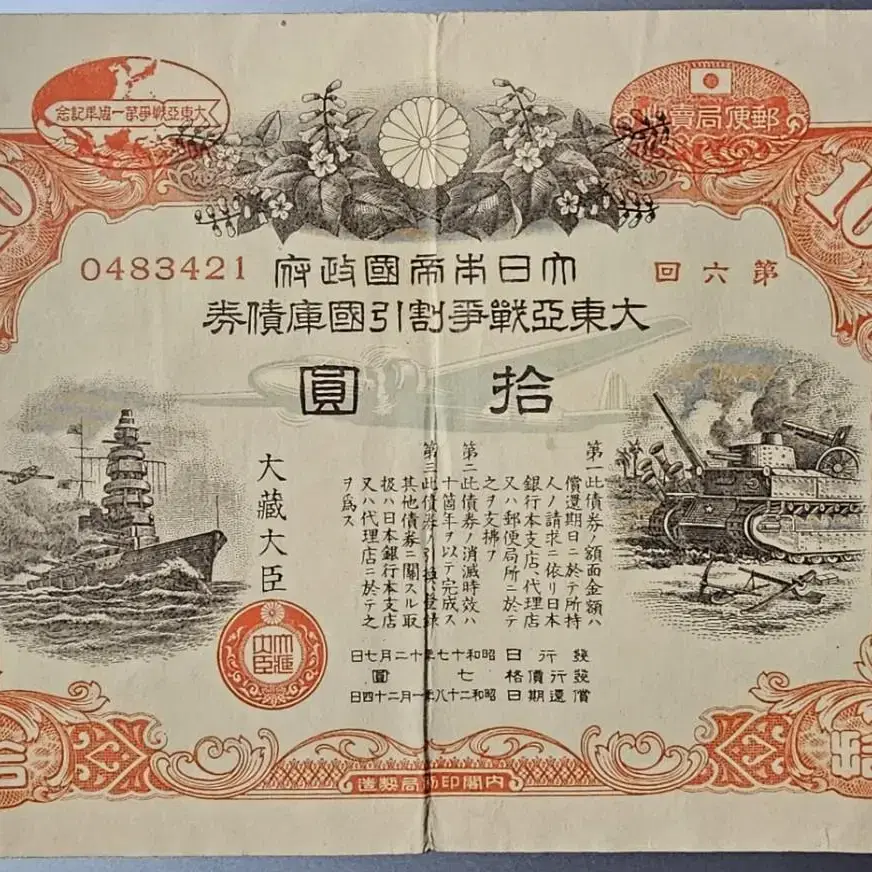 郵便局賣出
大東亞戰爭第一周年記念
10
大日本帝國政府
第六回
0483421
大東亞戰爭割引國庫債券
拾圓
第一此債券ノ額面金額ハ
償還期日ニ於テ所持
人ノ請求ニ依リ日本
銀行本支店、代理店
又ハ郵便局所ニ於テ
之ヲ支拂フ
第二此債券ノ消滅時效ハ
十箇年ヲ以テ完成ス
第三此債券ノ引換、登錄
其他債券ニ關スル取
扱ハ日本銀行本支店
又ハ代理店ニ於テ之
ヲ爲ス
發行日 昭和十七年十二月七日
發行價格 七圓
償還期日 昭和二十八年一月二十四日
大藏大臣
大藏大臣
拾
拾
內閣印刷局製造